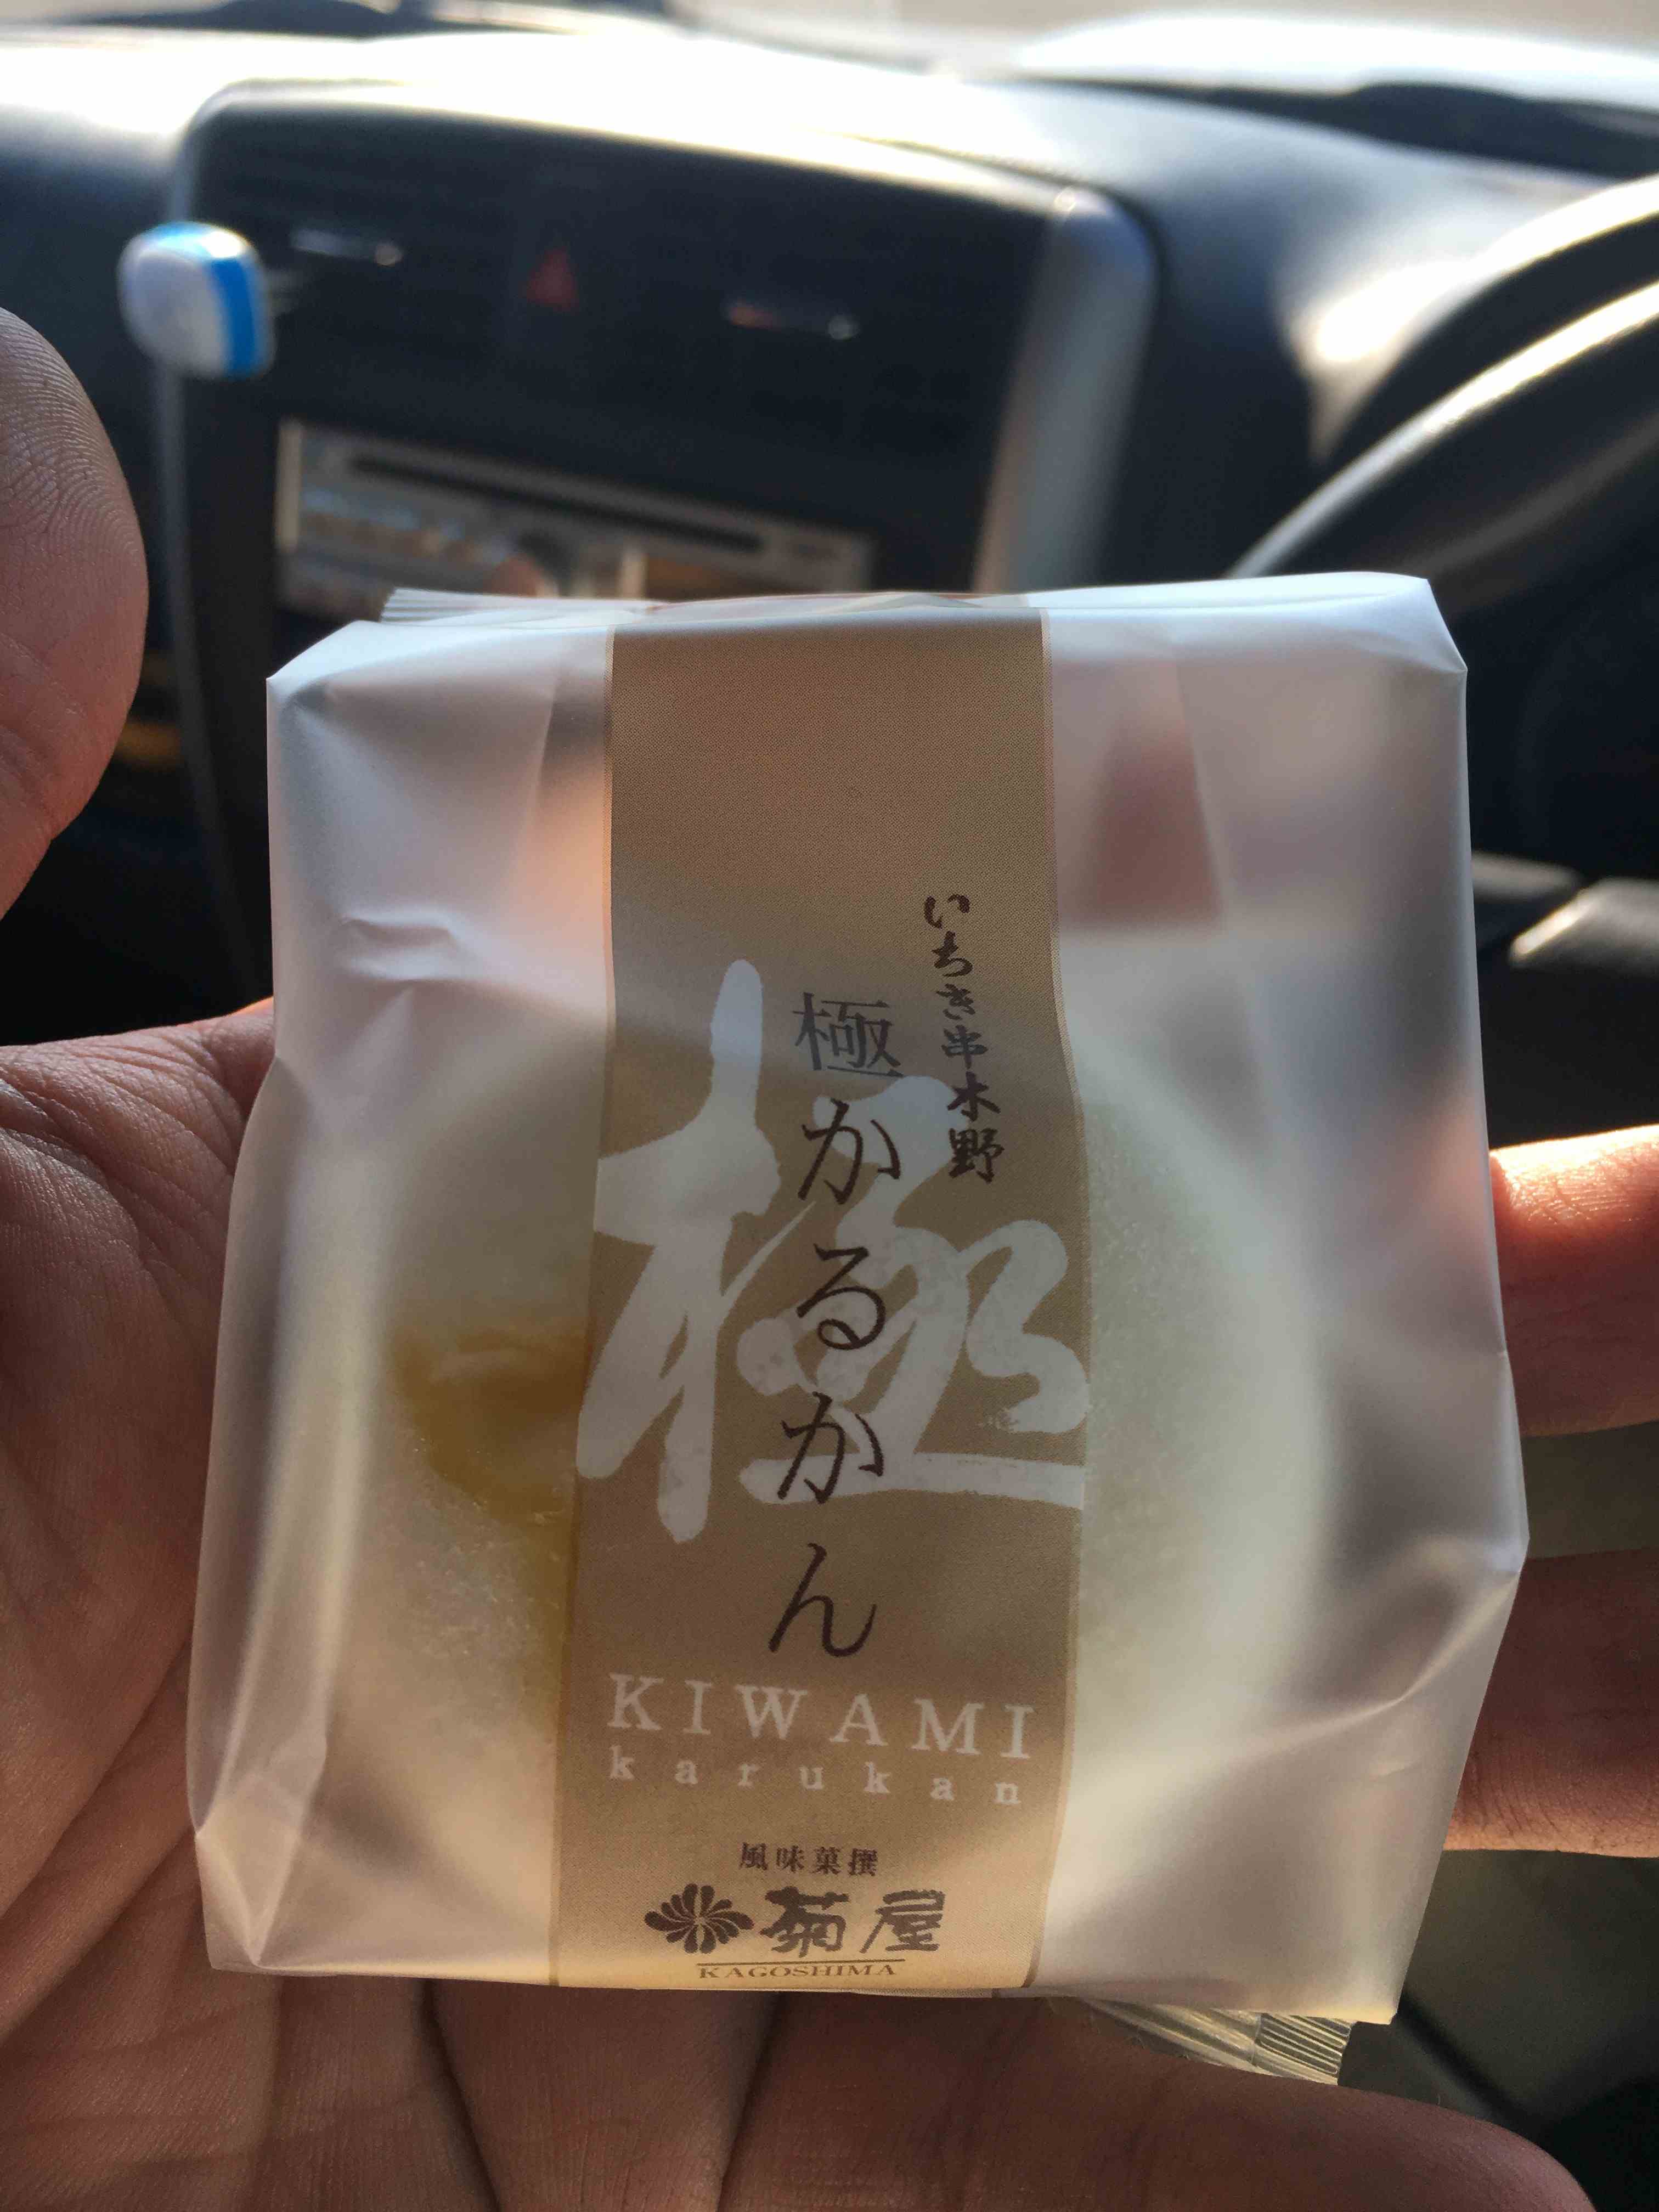 いちき串木野
極かるかん
極
KIWAMI
karukan
風味菓撰
菊屋
KAGOSHIMA